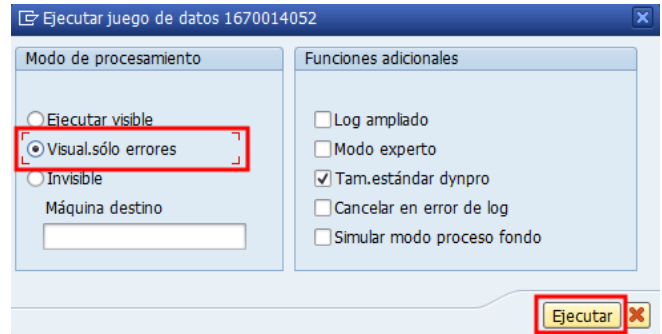 Ejecutar juego de datos 1670014052
Modo de procesamiento
Ejecutar visible
Visual.sólo errores
Invisible
Máquina destino
Funciones adicionales
Log ampliado
Modo experto
Tam.estándar dynpro
Cancelar en error de log
Simular modo proceso fondo
Ejecutar